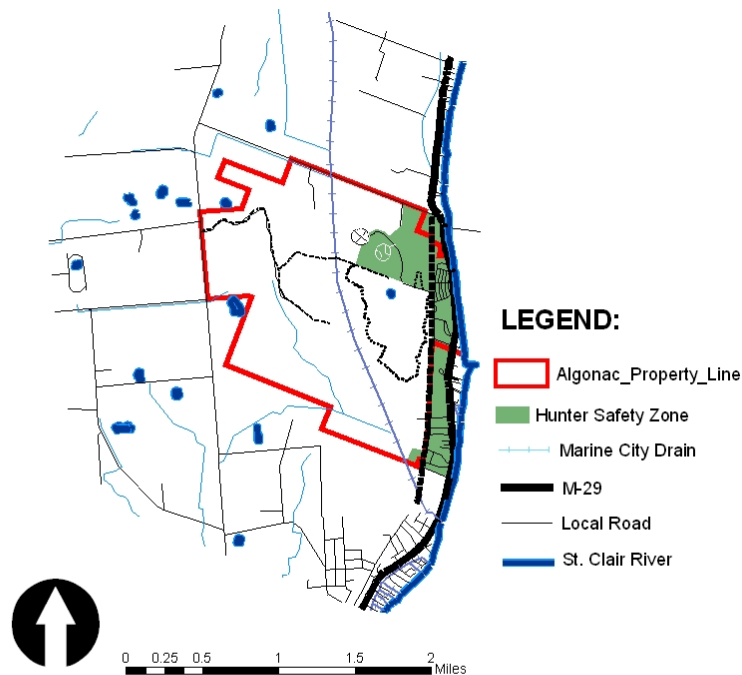 LEGEND:
Algonac_Property_Line
Hunter Safety Zone
Marine City Drain
M-29
Local Road
St. Clair River
0 0.25 0.5 1 1.5 2
Miles